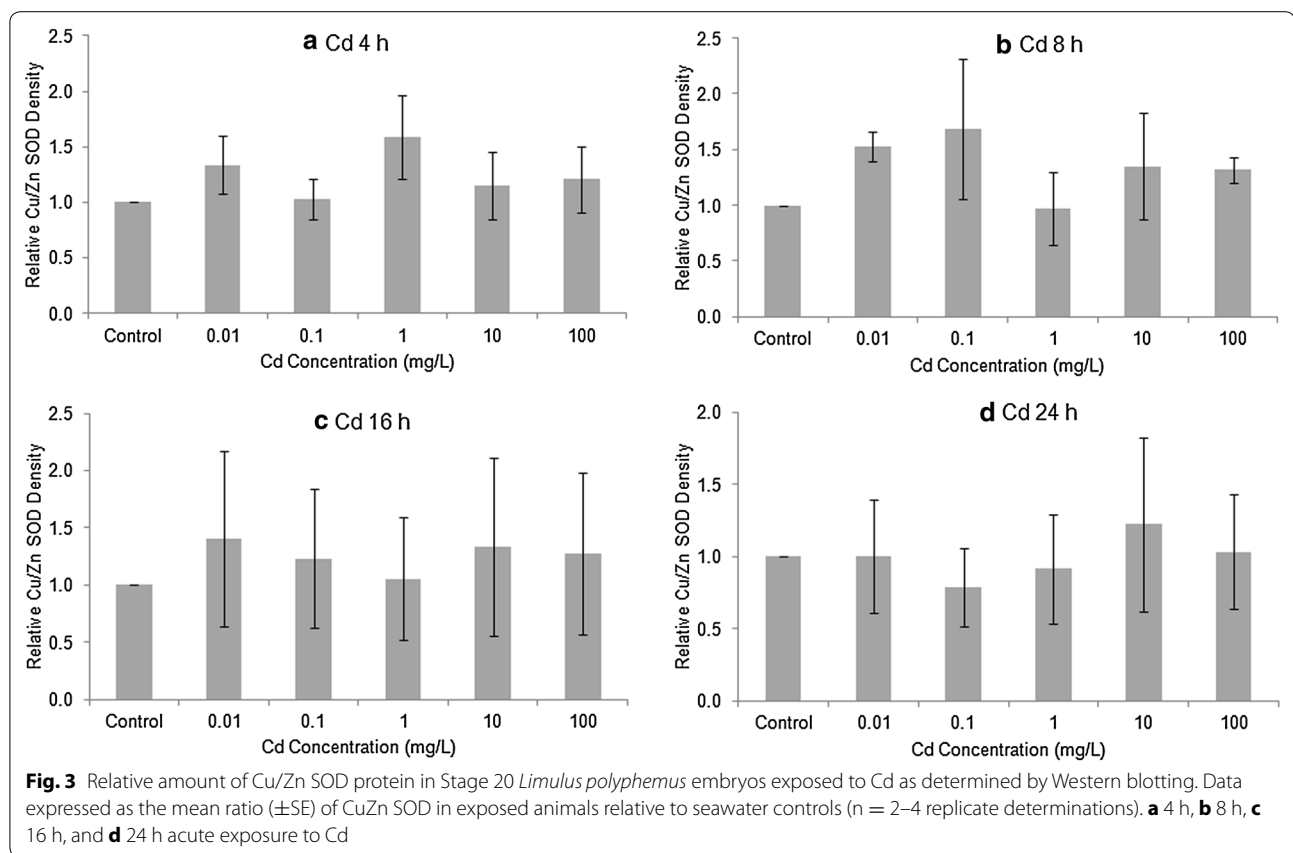 a Cd 4 h
2.5
2.0
1.5
1.0
0.5
0.0
Relative Cu/Zn SOD Density
Control 0.01 0.1 1 10 100
Cd Concentration (mg/L)
b Cd 8 h
2.5
2.0
1.5
1.0
0.5
0.0
Relative Cu/Zn SOD Density
Control 0.01 0.1 1 10 100
Cd Concentration (mg/L)
c Cd 16 h
2.5
2.0
1.5
1.0
0.5
0.0
Relative Cu/Zn SOD Density
Control 0.01 0.1 1 10 100
Cd Concentration (mg/L)
d Cd 24 h
2.0
1.5
1.0
0.5
0.0
Relative Cu/Zn SOD Density
Control 0.01 0.1 1 10 100
Cd Concentration (mg/L)
Fig. 3 Relative amount of Cu/Zn SOD protein in Stage 20 Limulus polyphemus embryos exposed to Cd as determined by Western blotting. Data
expressed as the mean ratio (±SE) of CuZn SOD in exposed animals relative to seawater controls (n = 2–4 replicate determinations). a 4 h, b 8 h, c
16 h, and d 24 h acute exposure to Cd